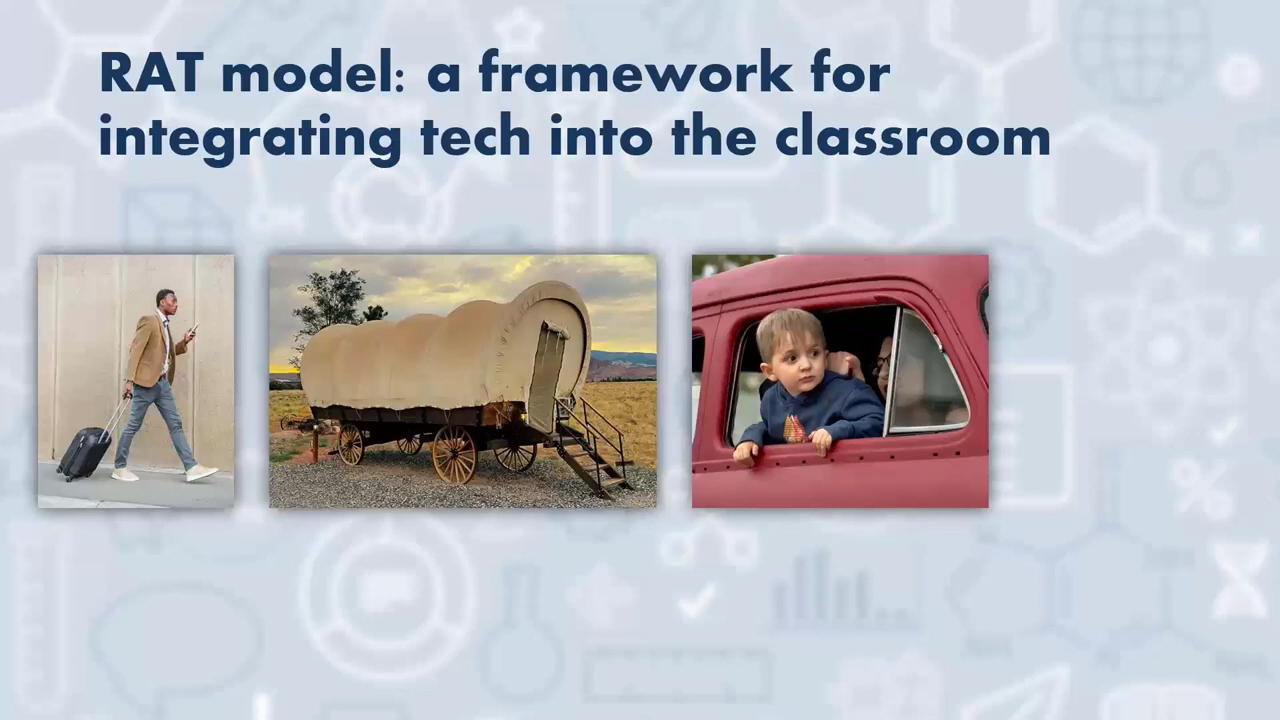 RAT model: a framework for
integrating tech into the classroom